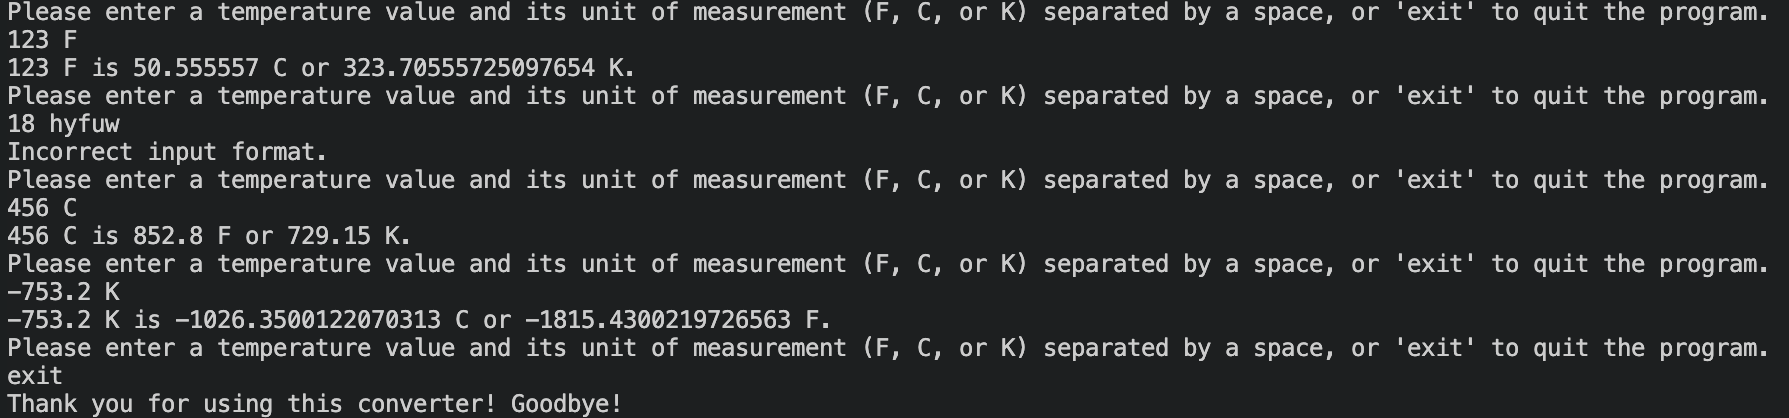 Please enter a temperature value and its unit of measurement (F, C, or K) separated by a space, or 'exit' to quit the program.
123 F
123 F is 50.555557 C or 323.70555725097654 K.
Please enter a temperature value and its unit of measurement (F, C, or K) separated by a space, or 'exit' to quit the program.
18 hyfuw
Incorrect input format.
Please enter a temperature value and its unit of measurement (F, C, or K) separated by a space, or 'exit' to quit the program.
456 C
456 C is 852.8 F or 729.15 K.
Please enter a temperature value and its unit of measurement (F, C, or K) separated by a space, or 'exit' to quit the program.
-753.2 K
-753.2 K is -1026.3500122070313 C or -1815.4300219726563 F.
Please enter a temperature value and its unit of measurement (F, C, or K) separated by a space, or 'exit' to quit the program.
exit
Thank you for using this converter! Goodbye!